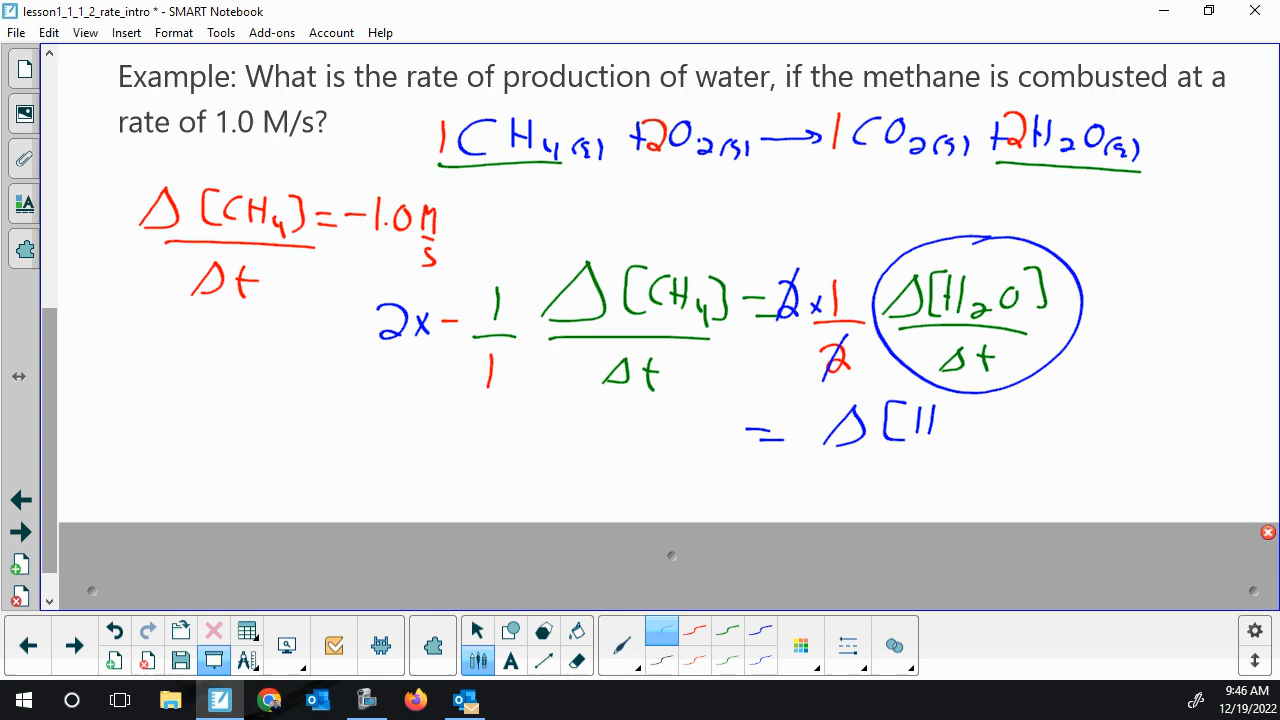 lesson1_1_1_2_rate_intro * - SMART Notebook
File Edit View Insert Format Tools Add-ons Account Help
Example: What is the rate of production of water, if the methane is combusted at a
rate of 1.0 M/s?
1CH₄(g) +2O₂(g) → 1CO₂(g) +2H₂O(g)
Δ[CH₄] = -1.0 M
Δt s
2x - 1 Δ[CH₄] = 2 x 1 Δ[H₂O]
1 Δt 2 Δt
= Δ[H
9:46 AM
12/19/2022